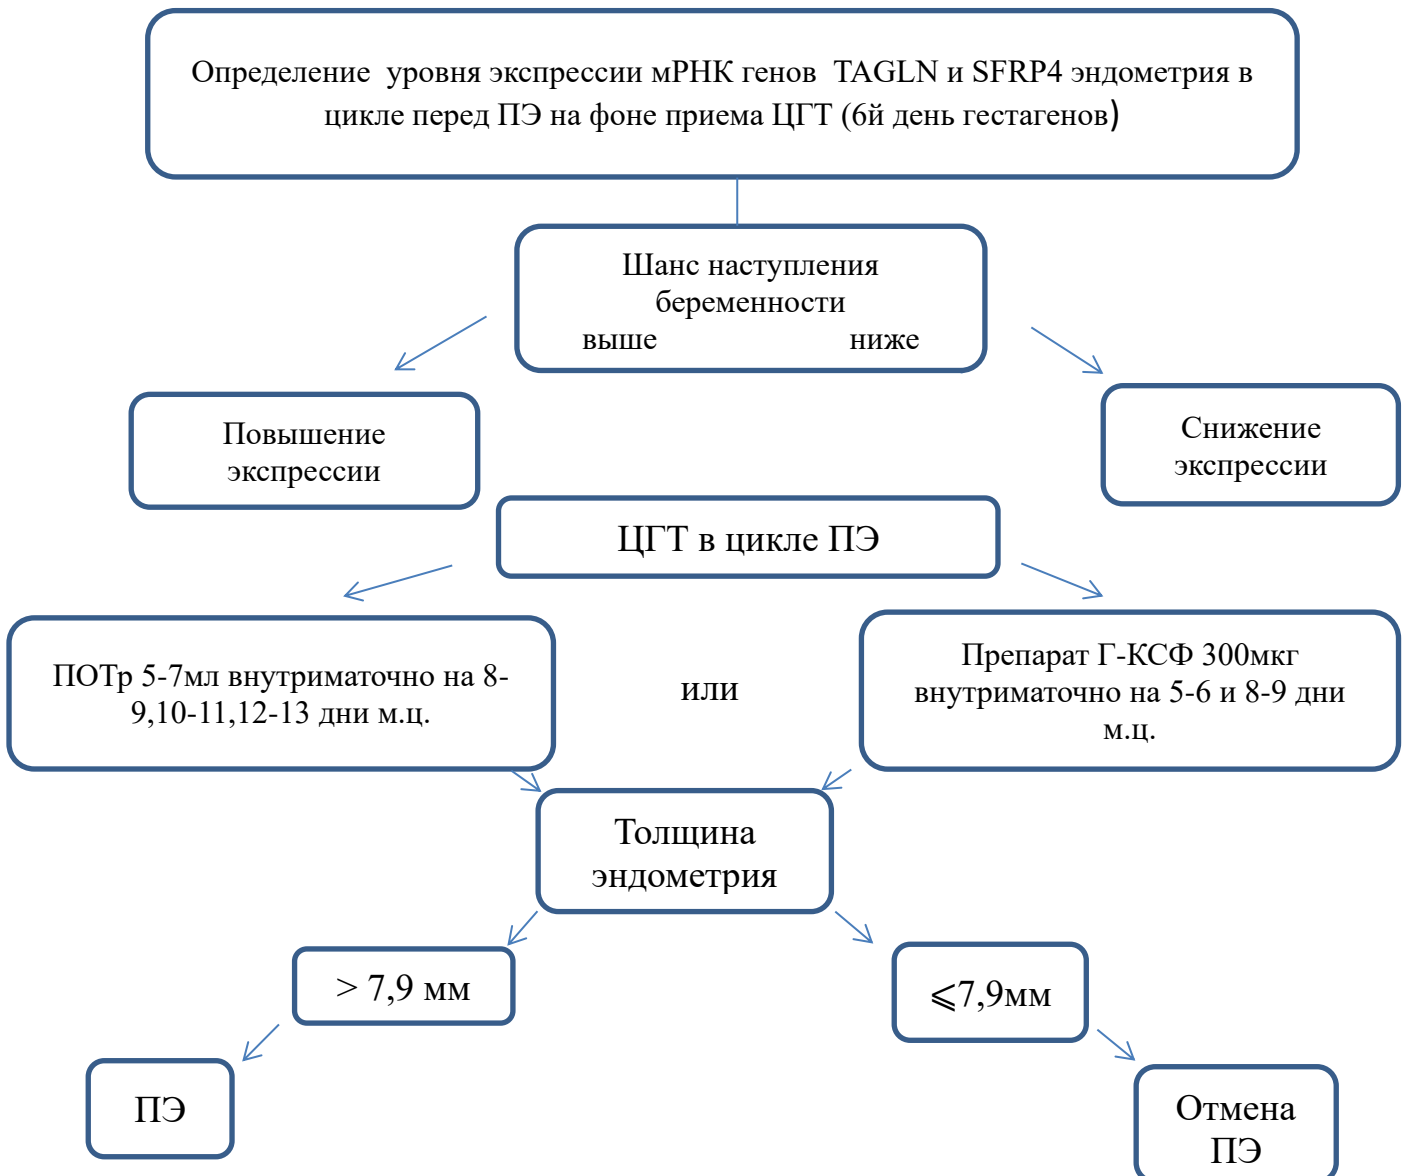 Определение уровня экспрессии мРНК генов TAGLN и SFRP4 эндометрия в
цикле перед ПЭ на фоне приема ЦГТ (6й день гестагенов)
Шанс наступления
беременности
выше ниже
Повышение
экспрессии
Снижение
экспрессии
ЦГТ в цикле ПЭ
ПОТр 5-7мл внутриматочно на 8-
9,10-11,12-13 дни м.ц.
или
Препарат Г-КСФ 300мкг
внутриматочно на 5-6 и 8-9 дни
м.ц.
Толщина
эндометрия
> 7,9 мм
⩽7,9мм
ПЭ
Отмена
ПЭ